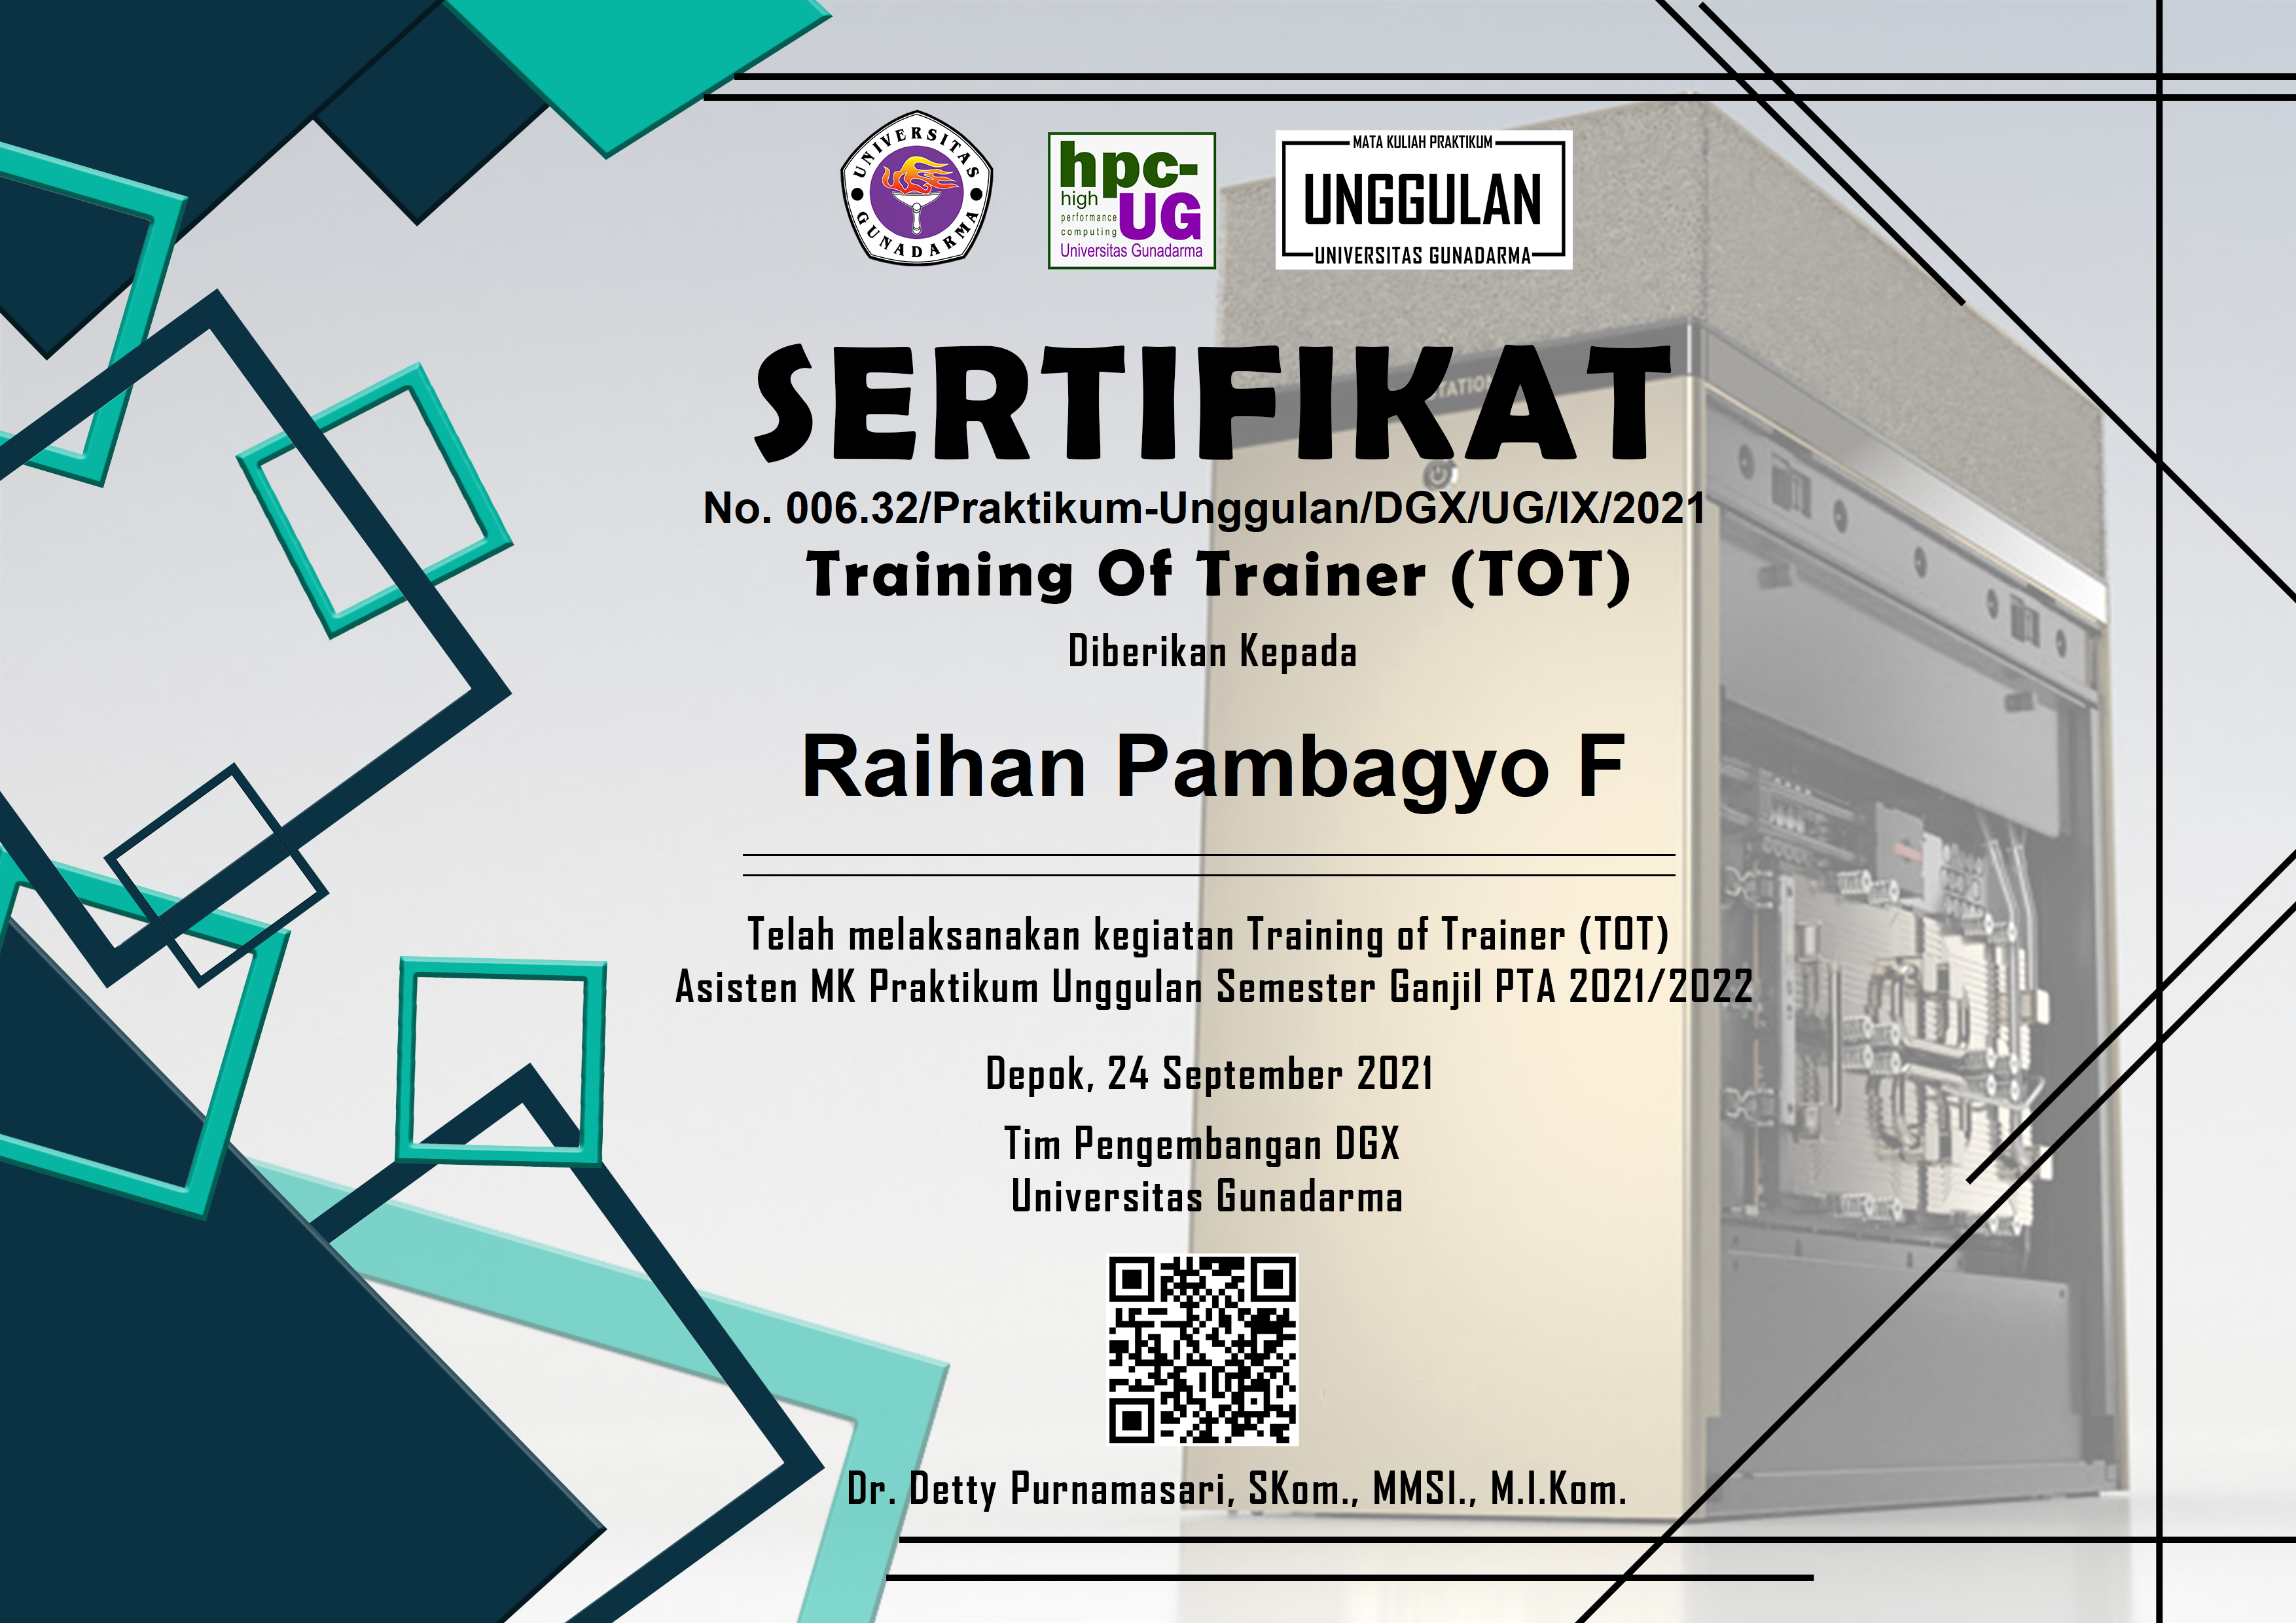 UNIVERSITAS GUNADARMA
hpc-UG
high performance computing
Universitas Gunadarma
MATA KULIAH PRAKTIKUM
UNGGULAN
UNIVERSITAS GUNADARMA
SERTIFIKAT
No. 006.32/Praktikum-Unggulan/DGX/UG/IX/2021
Training Of Trainer (TOT)
Diberikan Kepada
Raihan Pambagyo F
Telah melaksanakan kegiatan Training of Trainer (TOT)
Asisten MK Praktikum Unggulan Semester Ganjil PTA 2021/2022
Depok, 24 September 2021
Tim Pengembangan DGX
Universitas Gunadarma
Dr. Detty Purnamasari, SKom., MMSI., M.I.Kom.